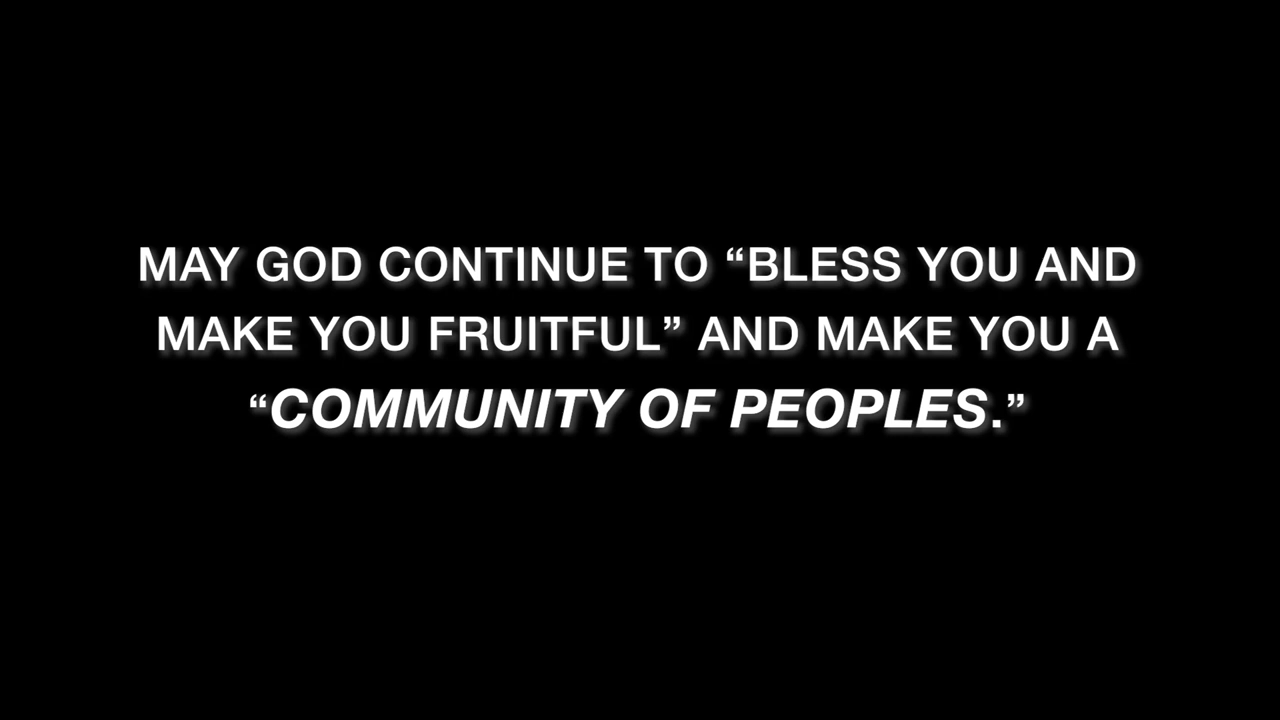 MAY GOD CONTINUE TO “BLESS YOU AND
MAKE YOU FRUITFUL” AND MAKE YOU A
“COMMUNITY OF PEOPLES.”